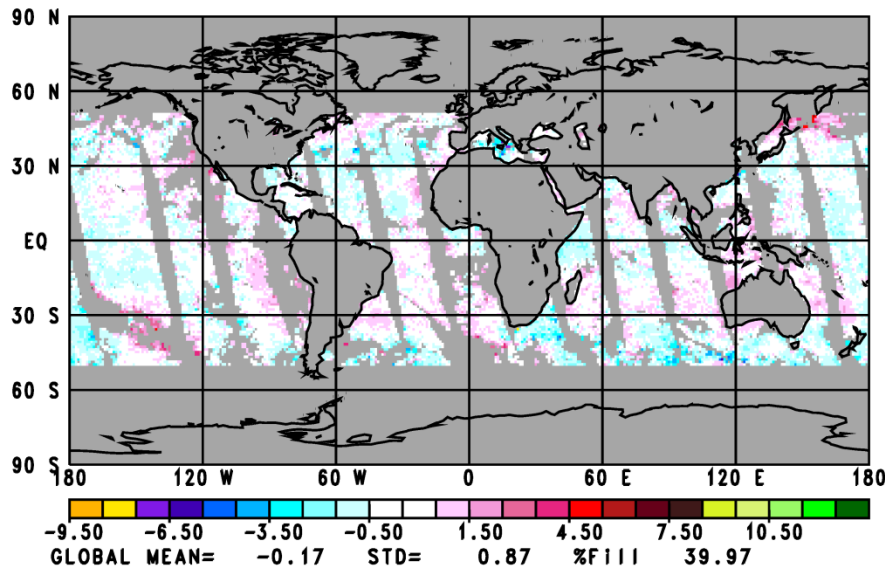 90 N
60 N
30 N
EQ
30 S
60 S
90 S
180 120 W 60 W 0 60 E 120 E 180
-9.50 -6.50 -3.50 -0.50 1.50 4.50 7.50 10.50
GLOBAL MEAN= -0.17 STD= 0.87 %Fill 39.97